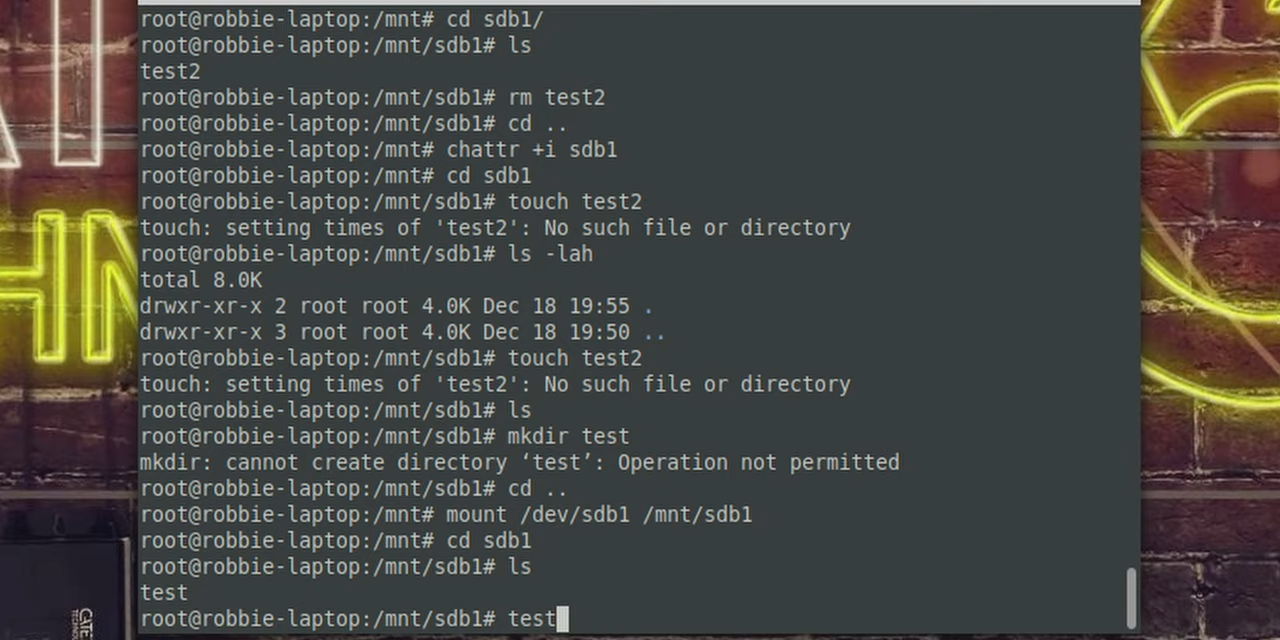 root@robbie-laptop:/mnt# cd sdb1/
root@robbie-laptop:/mnt/sdb1# ls
test2
root@robbie-laptop:/mnt/sdb1# rm test2
root@robbie-laptop:/mnt/sdb1# cd ..
root@robbie-laptop:/mnt# chattr +i sdb1
root@robbie-laptop:/mnt# cd sdb1
root@robbie-laptop:/mnt/sdb1# touch test2
touch: setting times of 'test2': No such file or directory
root@robbie-laptop:/mnt/sdb1# ls -lah
total 8.0K
drwxr-xr-x 2 root root 4.0K Dec 18 19:55 .
drwxr-xr-x 3 root root 4.0K Dec 18 19:50 ..
root@robbie-laptop:/mnt/sdb1# touch test2
touch: setting times of 'test2': No such file or directory
root@robbie-laptop:/mnt/sdb1# ls
root@robbie-laptop:/mnt/sdb1# mkdir test
mkdir: cannot create directory ‘test’: Operation not permitted
root@robbie-laptop:/mnt/sdb1# cd ..
root@robbie-laptop:/mnt# mount /dev/sdb1 /mnt/sdb1
root@robbie-laptop:/mnt# cd sdb1
root@robbie-laptop:/mnt/sdb1# ls
test
root@robbie-laptop:/mnt/sdb1# test